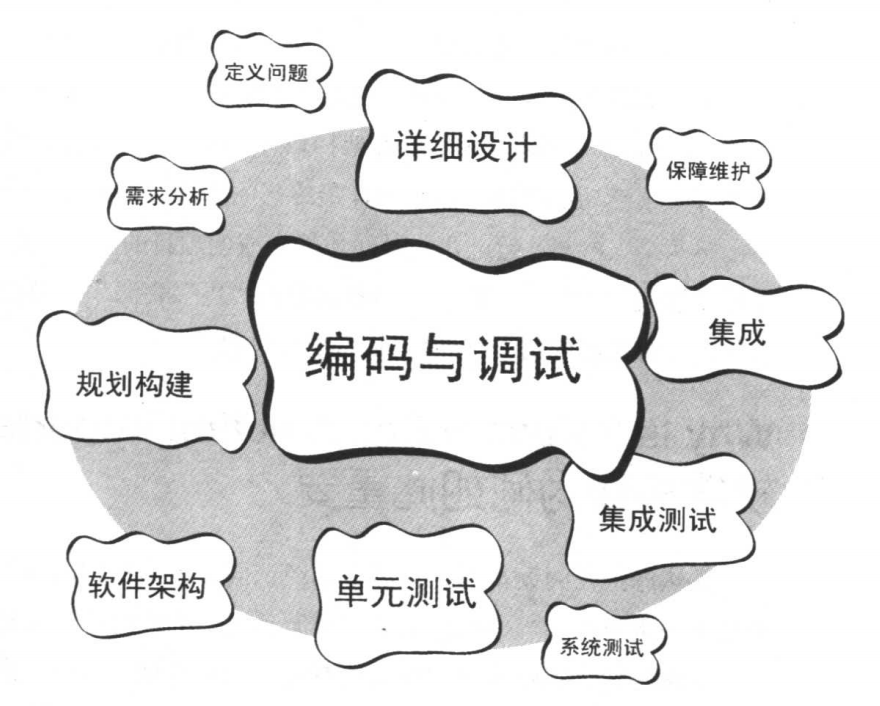 定义问题
详细设计
保障维护
需求分析
编码与调试
集成
规划构建
集成测试
软件架构
单元测试
系统测试